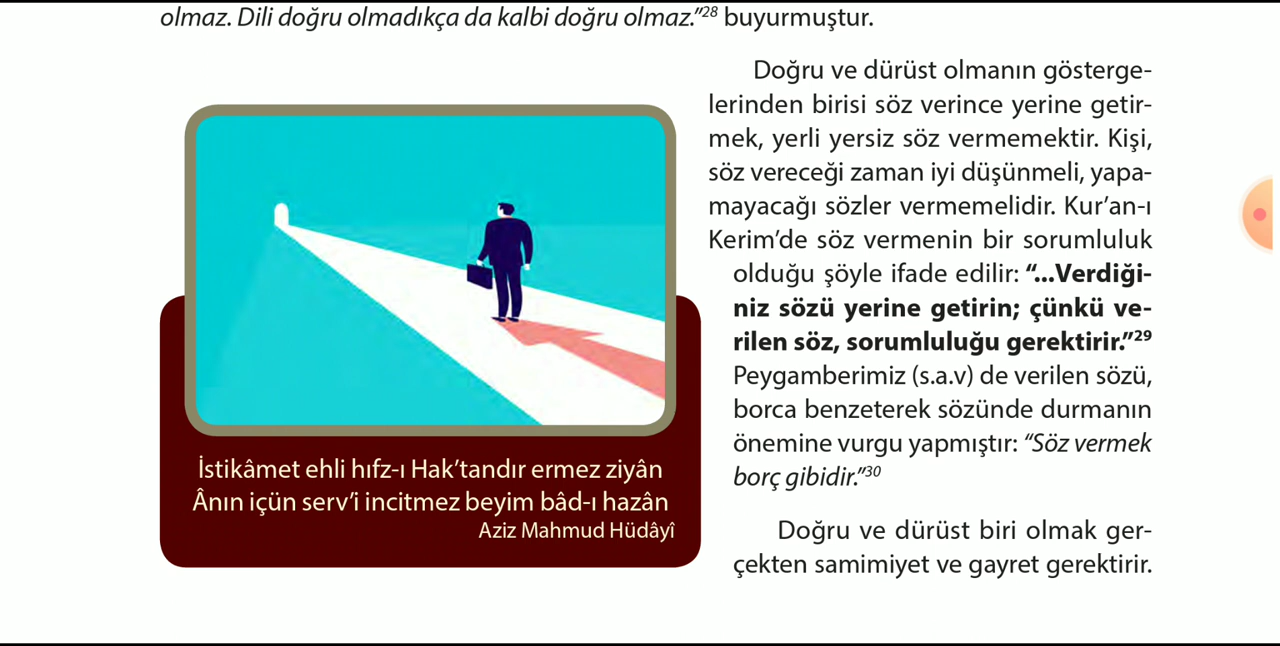 olmaz. Dili doğru olmadıkça da kalbi doğru olmaz.”28 buyurmuştur.
Doğru ve dürüst olmanın gösterge-
lerinden birisi söz verince yerine getir-
mek, yerli yersiz söz vermemektir. Kişi,
söz vereceği zaman iyi düşünmeli, yapa-
mayacağı sözler vermemelidir. Kur’an-ı
Kerim’de söz vermenin bir sorumluluk
olduğu şöyle ifade edilir: “...Verdiği-
niz sözü yerine getirin; çünkü ve-
rilen söz, sorumluluğu gerektirir.”29
Peygamberimiz (s.a.v) de verilen sözü,
borca benzeterek sözünde durmanın
önemine vurgu yapmıştır: “Söz vermek
borç gibidir.”30
Doğru ve dürüst biri olmak ger-
çekten samimiyet ve gayret gerektirir.
İstikâmet ehli hıfz-ı Hak’tandır ermez ziyân
Ânın içün serv’i incitmez beyim bâd-ı hazân
Aziz Mahmud Hüdâyî